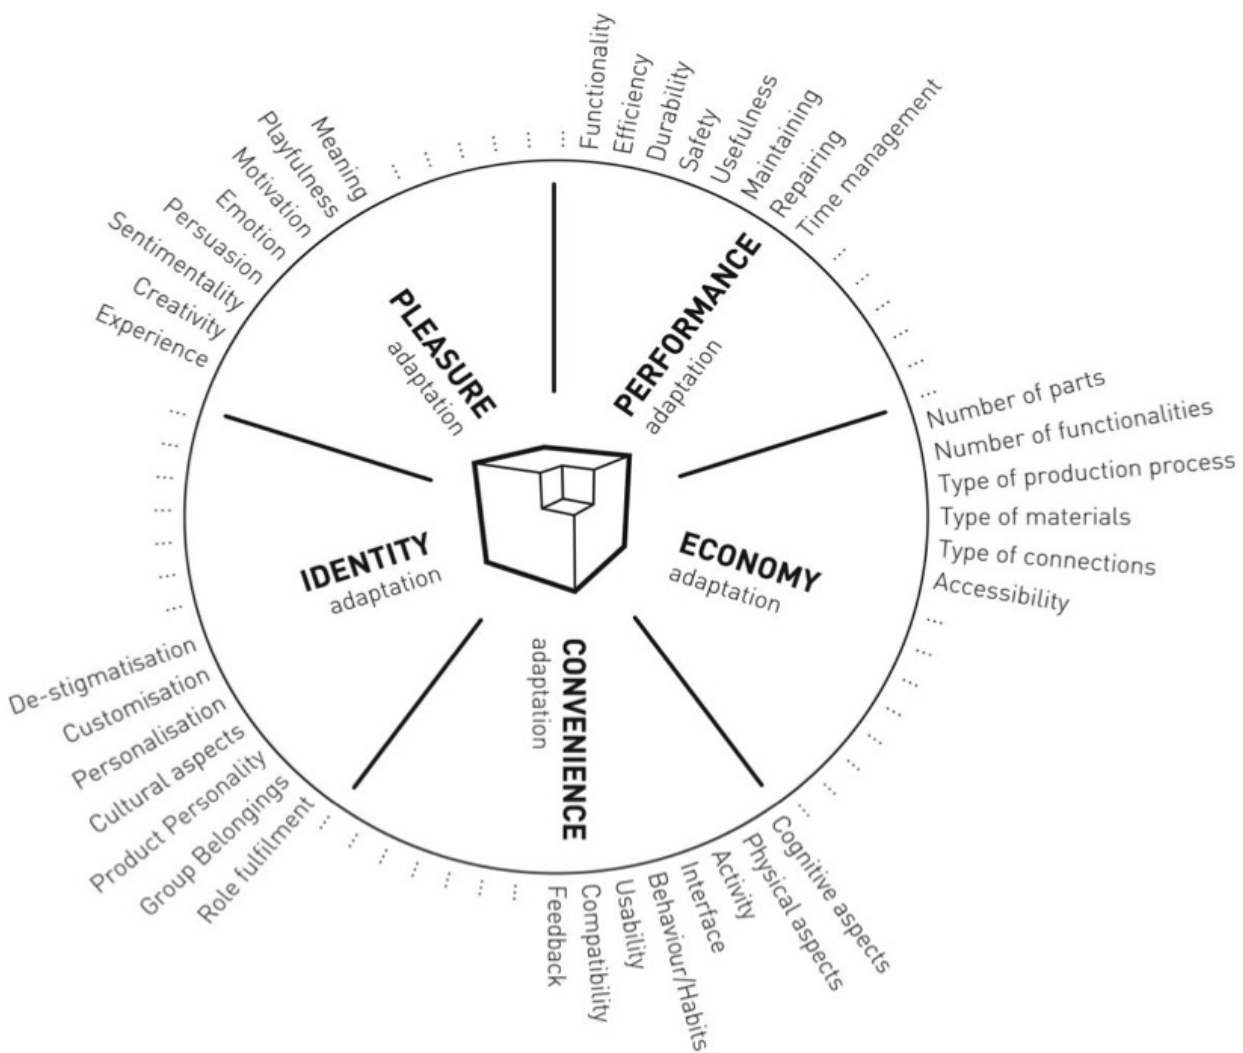 Functionality
Efficiency
Durability
Safety
Usefulness
Maintaining
Repairing
Time management
PERFORMANCE
adaptation
Number of parts
Number of functionalities
Type of production process
Type of materials
Type of connections
Accessibility
ECONOMY
adaptation
Cognitive aspects
Physical aspects
Activity
Interface
Behaviour/Habits
Usability
Compatibility
Feedback
CONVENIENCE
adaptation
Role fulfilment
Group Belongings
Product Personality
Cultural aspects
Personalisation
Customisation
De-stigmatisation
IDENTITY
adaptation
Experience
Creativity
Sentimentality
Persuasion
Emotion
Motivation
Playfulness
Meaning
PLEASURE
adaptation